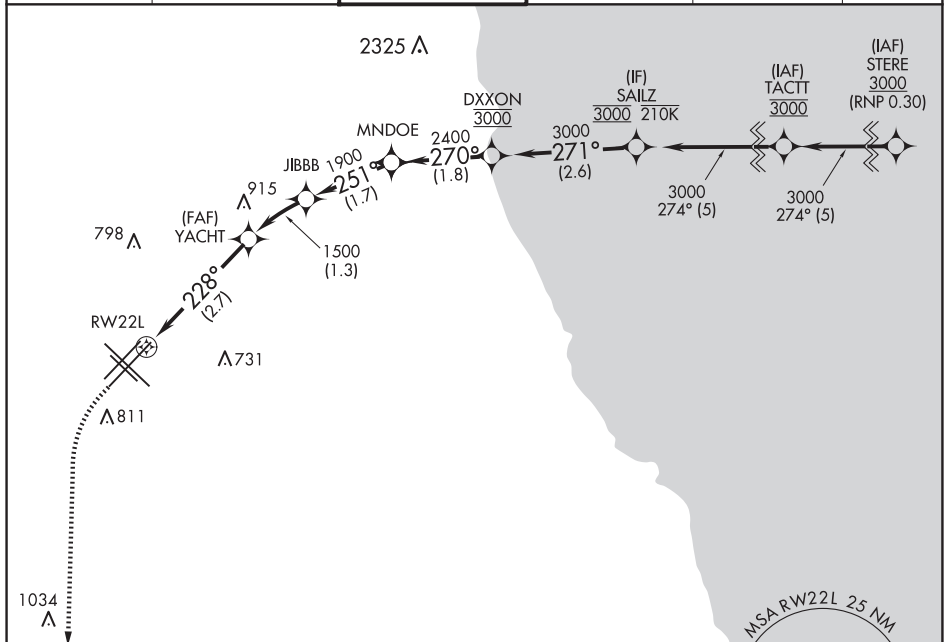 2325
(IAF)
STERE
3000
(RNP 0.30)
(IAF)
TACTT
3000
(IF)
SAILZ
3000 210K
DXXON
3000
MNDOE
2400
270°
(1.8)
3000
271°
(2.6)
JIBBB
1900
251°
(1.7)
3000
274° (5)
3000
274° (5)
915
(FAF)
YACHT
798
1500
(1.3)
228°
(2.7)
RW22L
731
811
1034
MSA RW22L 25 NM